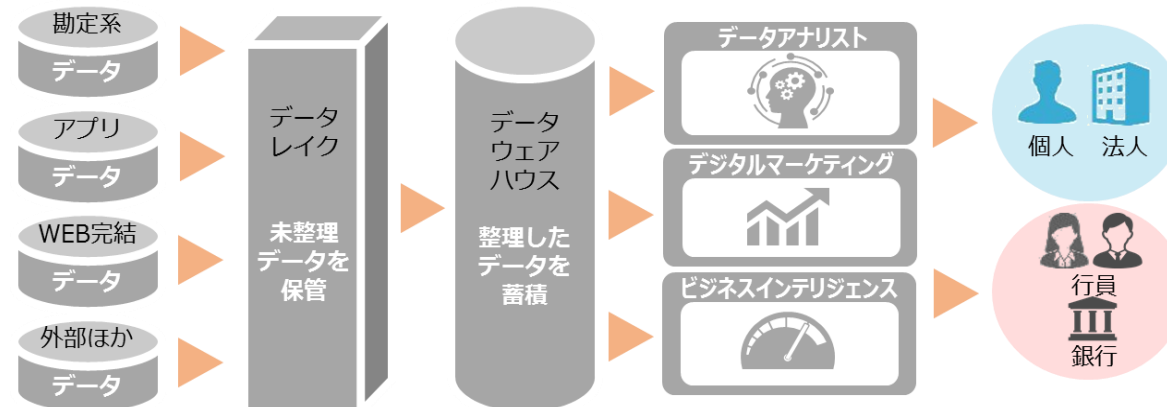 勘定系
データ
アプリ
データ
WEB完結
データ
外部ほか
データ
データ
レイク
未整理
データを
保管
データ
ウェア
ハウス
整理した
データを
蓄積
データアナリスト
デジタルマーケティング
ビジネスインテリジェンス
個人 法人
行員
銀行